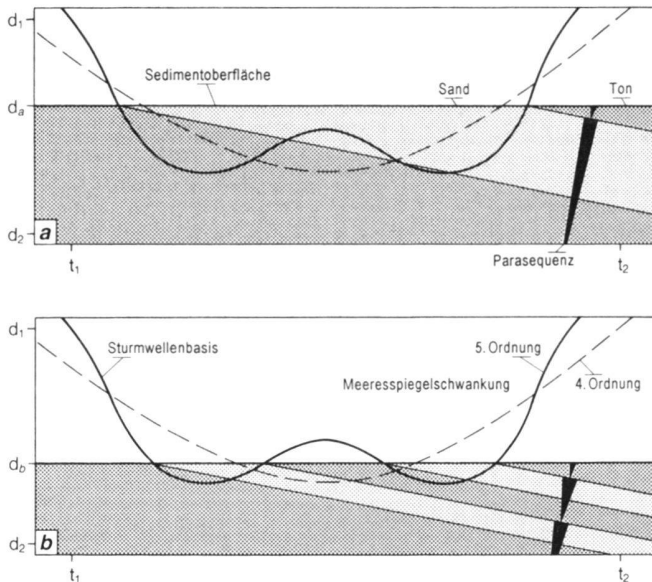 d1
Sedimentoberfläche
Sand
Ton
da
d2
a
t1
Parasequenz
t2
d1
Sturmwellenbasis
5. Ordnung
Meeresspiegelschwankung
4. Ordnung
db
d2
b
t1
t2